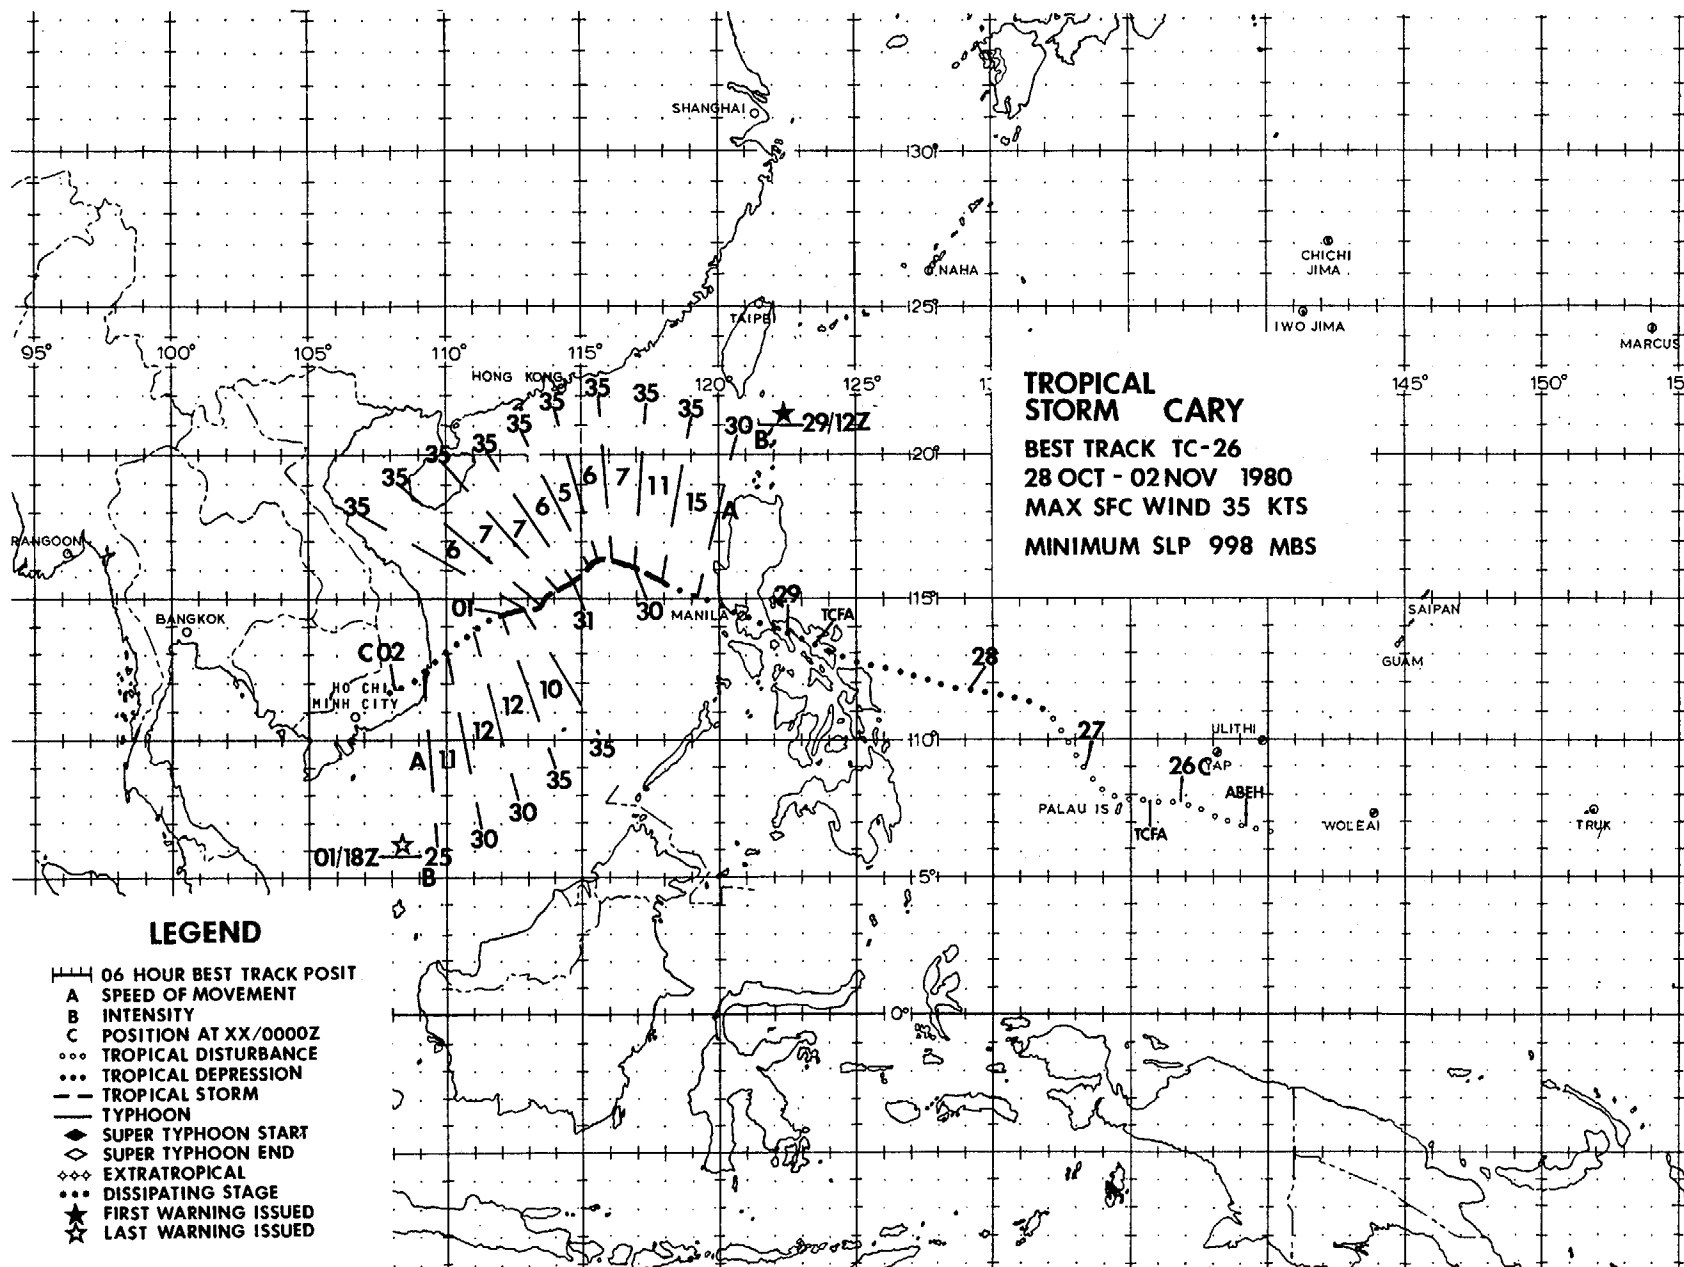 SHANGHAI
30°
NAHA
CHICHI
JIMA
25°
TAIPEI
IWO JIMA
MARCUS
95°
100°
105°
110°
115°
120°
125°
145°
150°
HONG KONG
TROPICAL
STORM CARY
BEST TRACK TC-26
28 OCT - 02 NOV 1980
MAX SFC WIND 35 KTS
MINIMUM SLP 998 MBS
35
35
35
35
35
35
35
35
35
30
B
29/12Z
20°
6
7
7
6
5
6
7
11
15
A
RANGOON
15°
01
31
30
MANILA
29
TCFA
28
BANGKOK
C 02
HO CHI
MINH CITY
SAIPAN
GUAM
10
12
12
11
A
35
35
30
30
10°
27
ULITHI
26C
YAP
ABEH
PALAU IS
TCFA
WOLEAI
TRUK
01/18Z
25
B
5°
0°
LEGEND
06 HOUR BEST TRACK POSIT
A SPEED OF MOVEMENT
B INTENSITY
C POSITION AT XX/0000Z
TROPICAL DISTURBANCE
TROPICAL DEPRESSION
TROPICAL STORM
TYPHOON
SUPER TYPHOON START
SUPER TYPHOON END
EXTRATROPICAL
DISSIPATING STAGE
FIRST WARNING ISSUED
LAST WARNING ISSUED